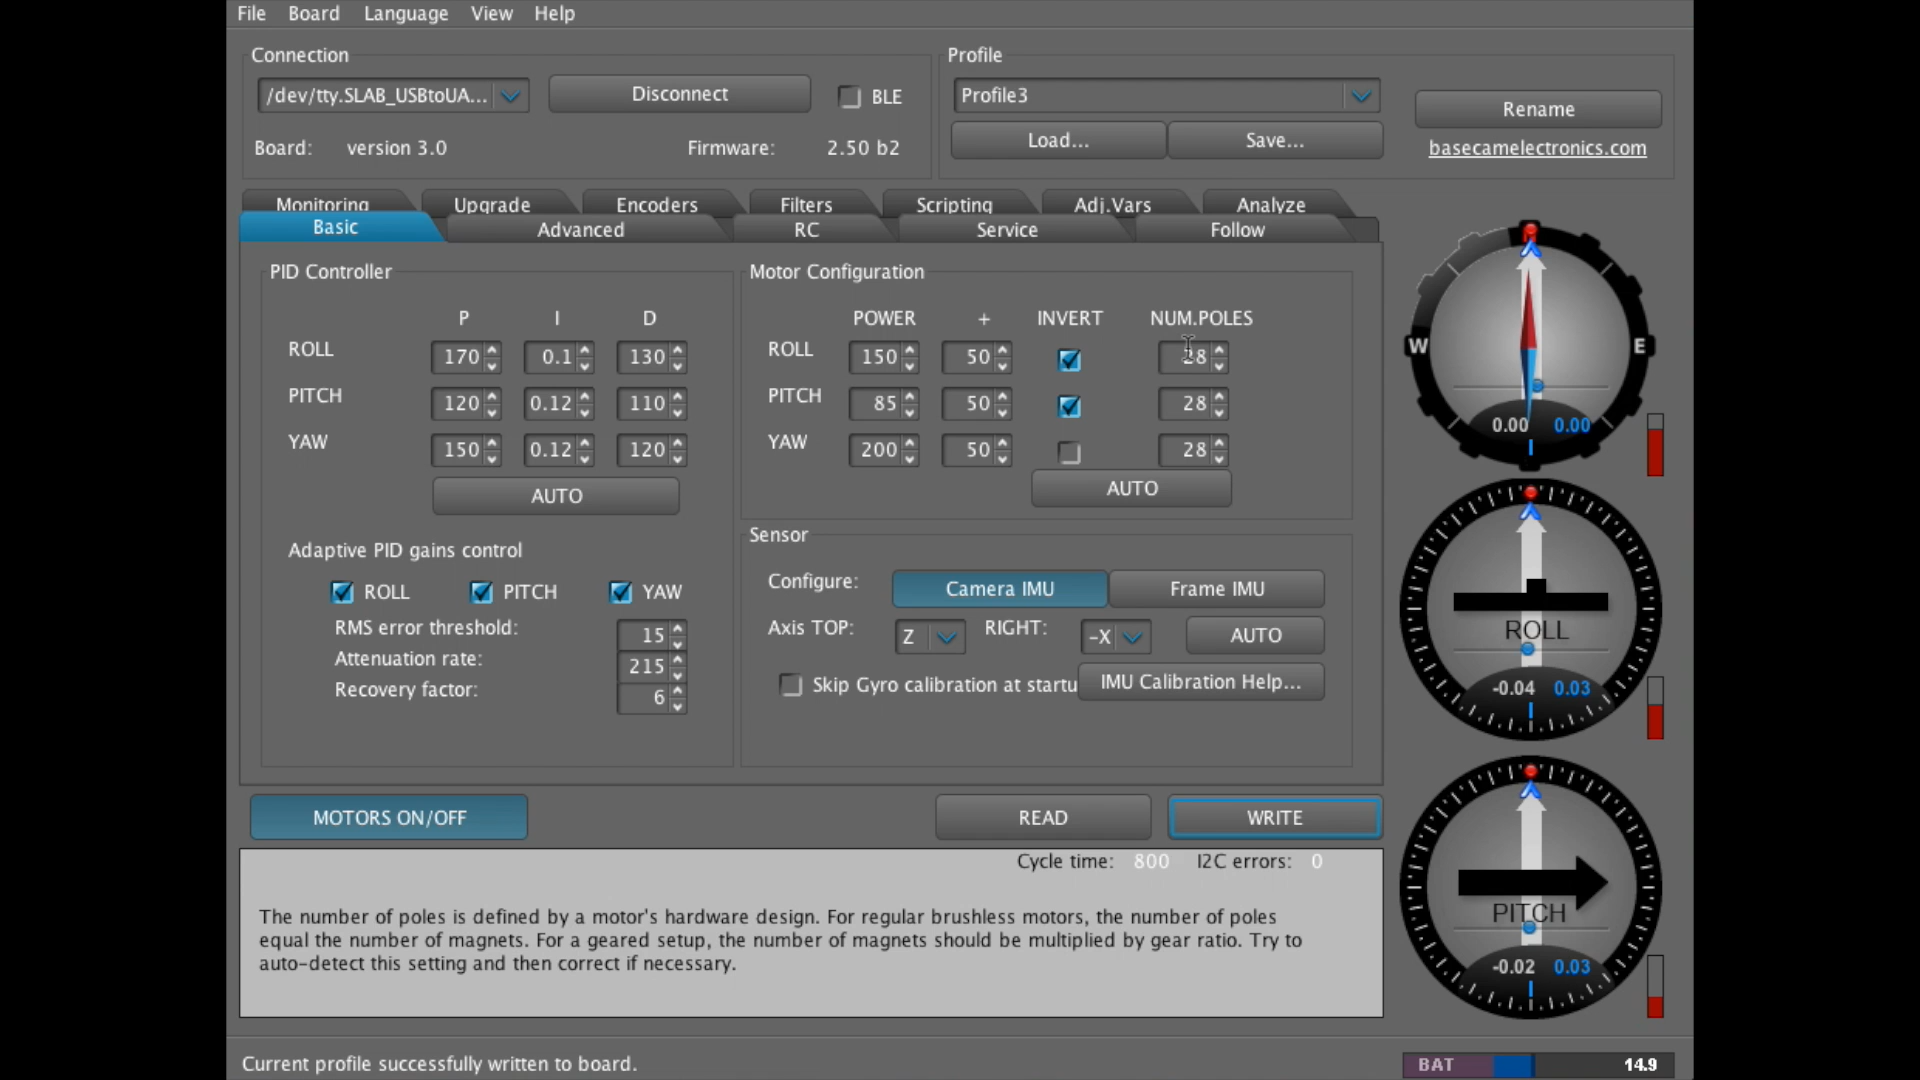 File Board Language View Help
Connection
/dev/tty.SLAB_USBtoUA... Disconnect BLE
Board: version 3.0 Firmware: 2.50 b2
Profile
Profile3
Load... Save...
Rename
basecamelectronics.com
Monitoring Upgrade Encoders Filters Scripting Adj.Vars Analyze
Basic Advanced RC Service Follow
PID Controller
P I D
ROLL 170 0.1 130
PITCH 120 0.12 110
YAW 150 0.12 120
AUTO
Adaptive PID gains control
ROLL PITCH YAW
RMS error threshold: 15
Attenuation rate: 215
Recovery factor: 6
Motor Configuration
POWER + INVERT NUM.POLES
ROLL 150 50 28
PITCH 85 50 28
YAW 200 50 28
AUTO
Sensor
Configure: Camera IMU Frame IMU
Axis TOP: Z RIGHT: -X AUTO
Skip Gyro calibration at startu IMU Calibration Help...
W E
0.00 0.00
ROLL
-0.04 0.03
PITCH
-0.02 0.03
MOTORS ON/OFF READ WRITE
Cycle time: 800 I2C errors: 0
The number of poles is defined by a motor's hardware design. For regular brushless motors, the number of poles
equal the number of magnets. For a geared setup, the number of magnets should be multiplied by gear ratio. Try to
auto-detect this setting and then correct if necessary.
Current profile successfully written to board.
BAT 14.9